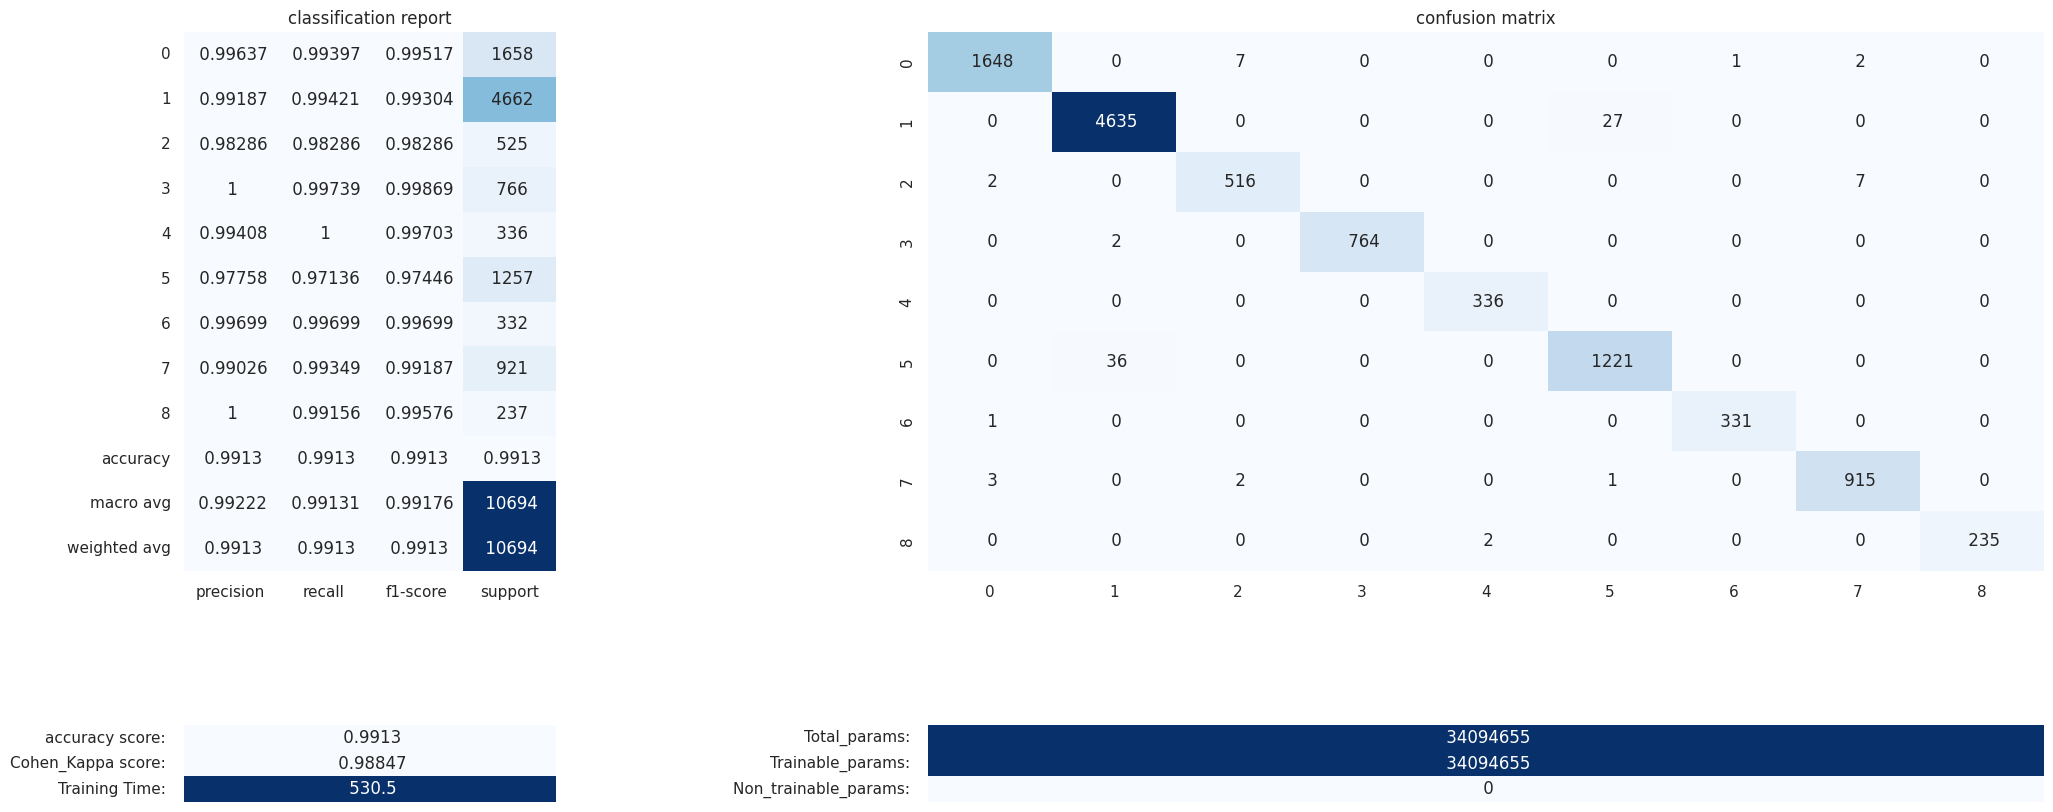 classification report
0 0.99637 0.99397 0.99517 1658
1 0.99187 0.99421 0.99304 4662
2 0.98286 0.98286 0.98286 525
3 1 0.99739 0.99869 766
4 0.99408 1 0.99703 336
5 0.97758 0.97136 0.97446 1257
6 0.99699 0.99699 0.99699 332
7 0.99026 0.99349 0.99187 921
8 1 0.99156 0.99576 237
accuracy 0.9913 0.9913 0.9913 0.9913
macro avg 0.99222 0.99131 0.99176 10694
weighted avg 0.9913 0.9913 0.9913 10694
precision recall f1-score support
confusion matrix
0 1648 0 7 0 0 0 1 2 0
1 0 4635 0 0 0 27 0 0 0
2 2 0 516 0 0 0 0 7 0
3 0 2 0 764 0 0 0 0 0
4 0 0 0 0 336 0 0 0 0
5 0 36 0 0 0 1221 0 0 0
6 1 0 0 0 0 0 331 0 0
7 3 0 2 0 0 1 0 915 0
8 0 0 0 0 2 0 0 0 235
0 1 2 3 4 5 6 7 8
accuracy score: 0.9913
Cohen_Kappa score: 0.98847
Training Time: 530.5
Total_params: 34094655
Trainable_params: 34094655
Non_trainable_params: 0